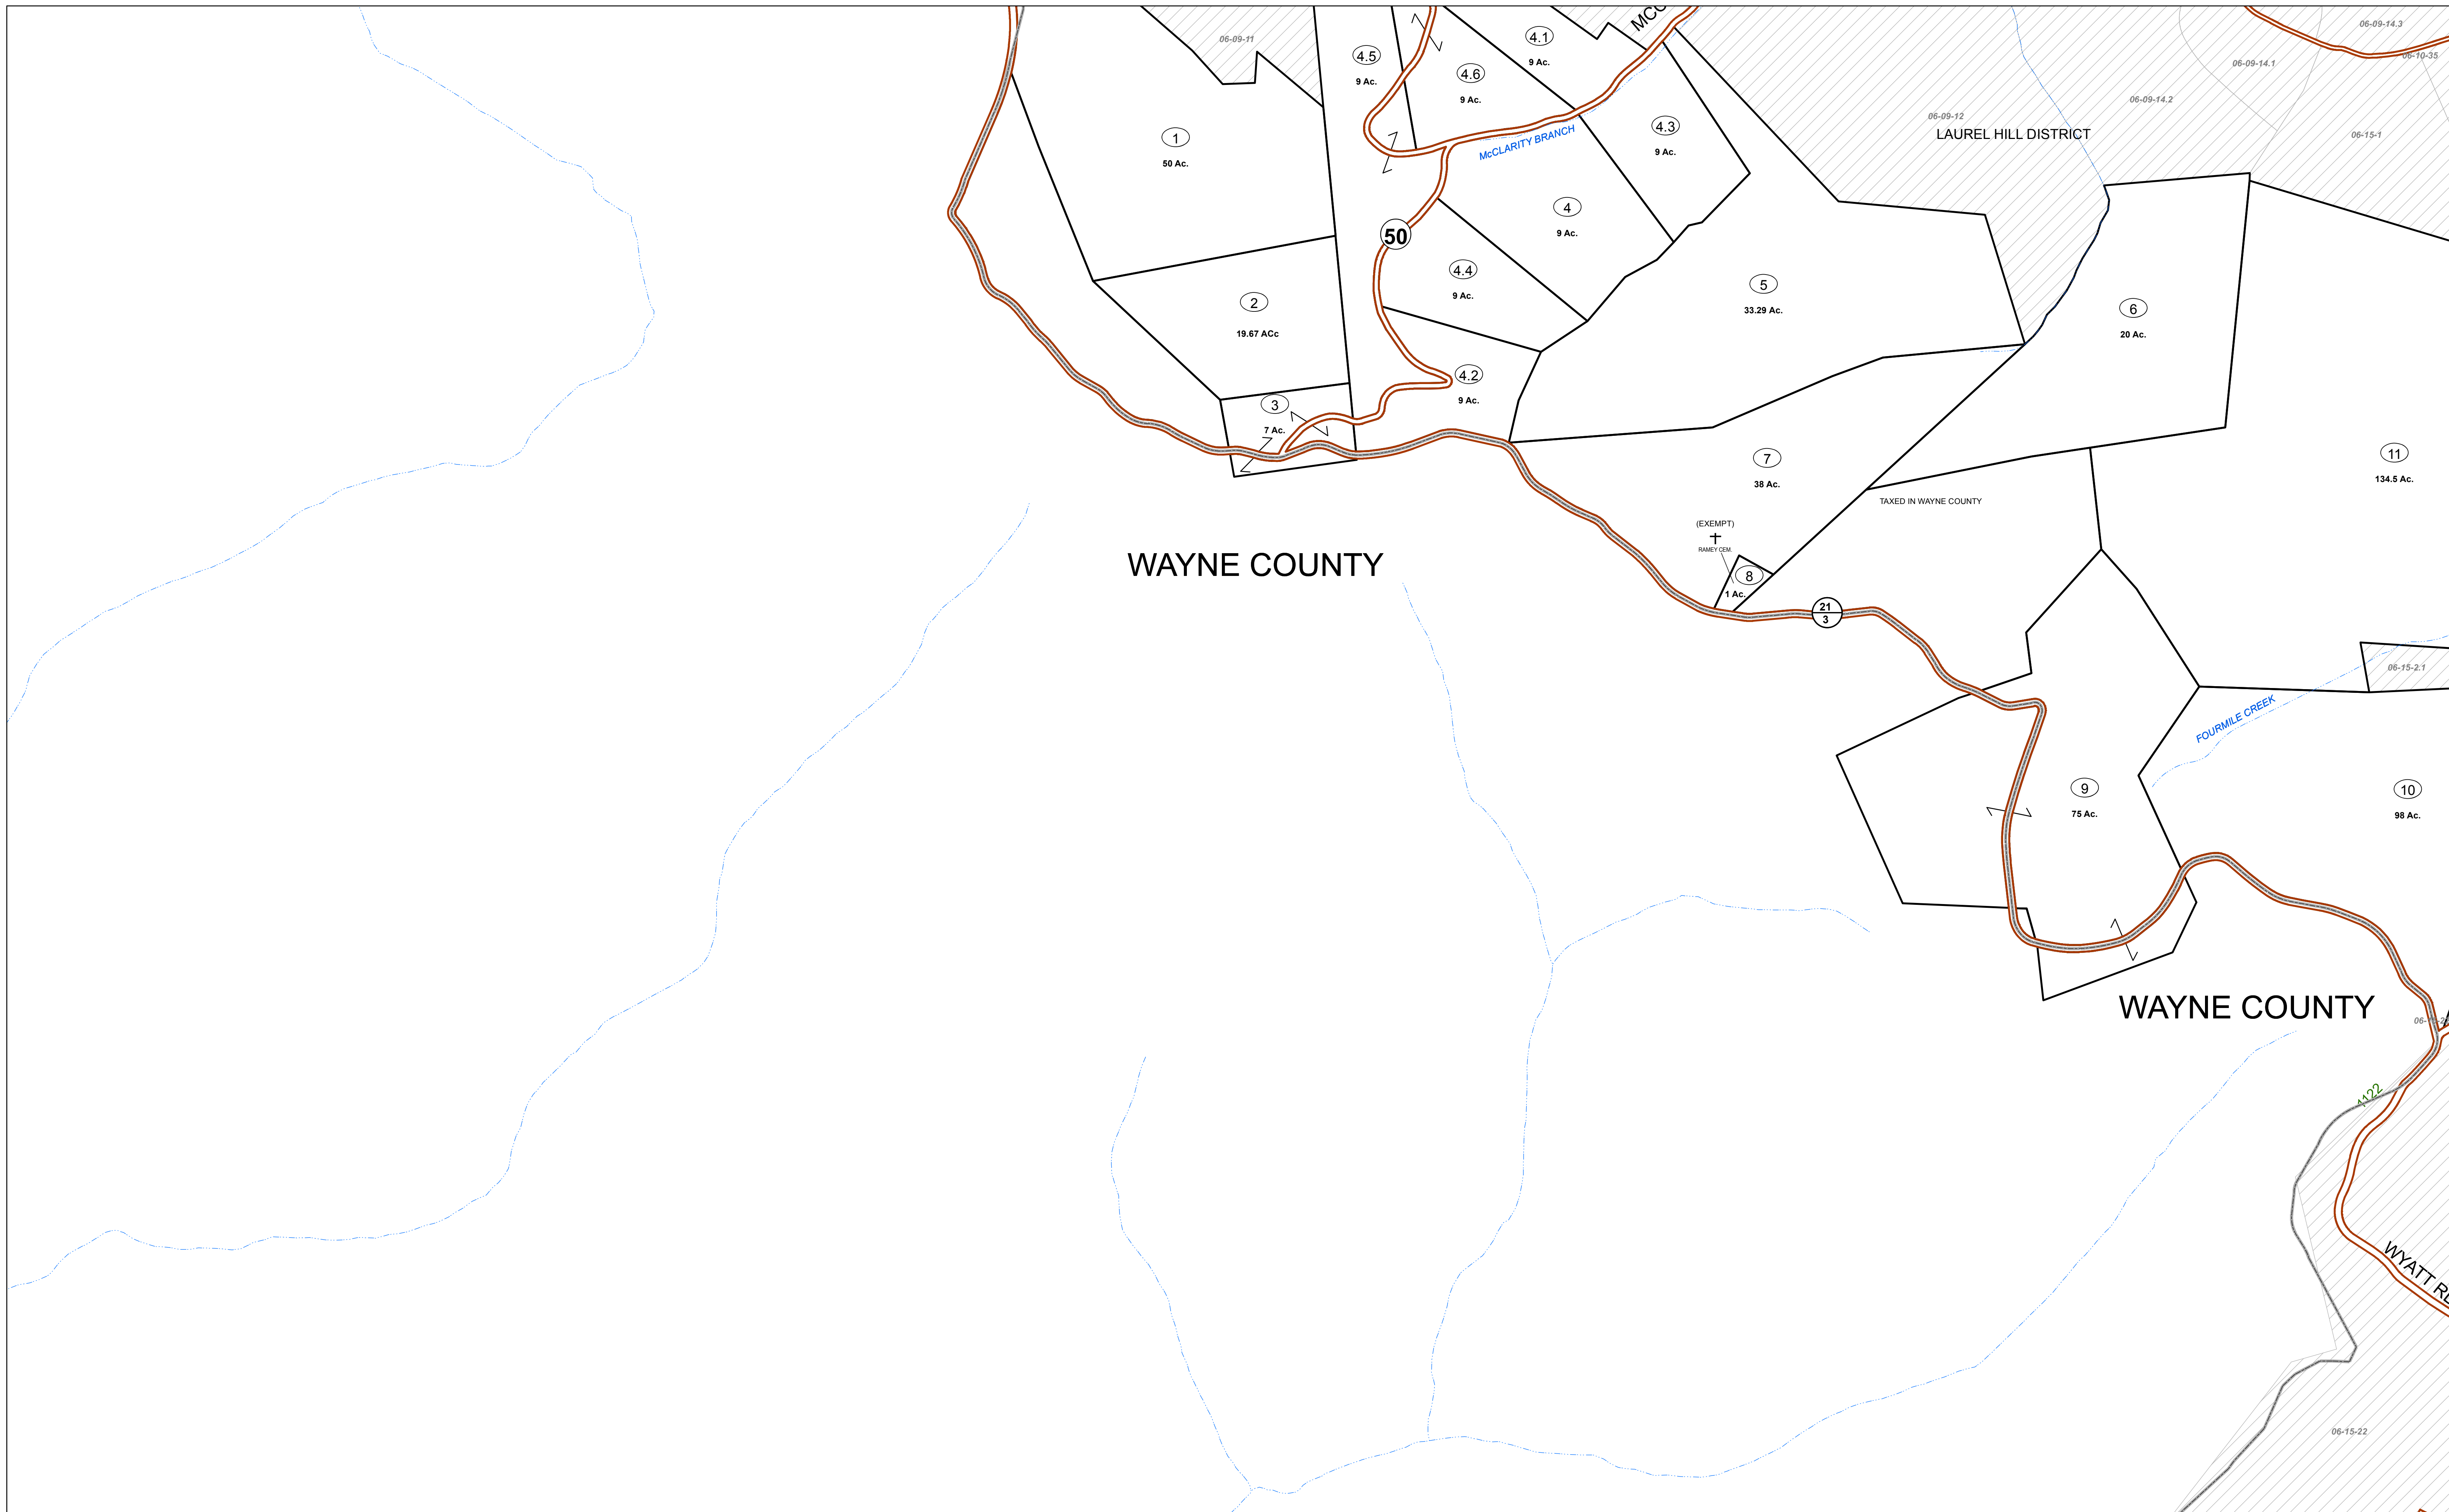 06-09-11
4.5
9 Ac.
4.6
9 Ac.
4.1
9 Ac.
06-09-14.3
06-10-35
06-09-14.1
06-09-14.2
06-09-12
LAUREL HILL DISTRICT
06-15-1
1
50 Ac.
McCLARITY BRANCH
4.3
9 Ac.
4
9 Ac.
50
4.4
9 Ac.
5
33.29 Ac.
2
19.67 ACc
6
20 Ac.
4.2
9 Ac.
3
7 Ac.
7
38 Ac.
11
134.5 Ac.
TAXED IN WAYNE COUNTY
(EXEMPT)
RAMEY CEM.
8
1 Ac.
WAYNE COUNTY
21
3
06-15-2.1
FOURMILE CREEK
9
75 Ac.
10
98 Ac.
WAYNE COUNTY
1122
WYATT
06-15-22